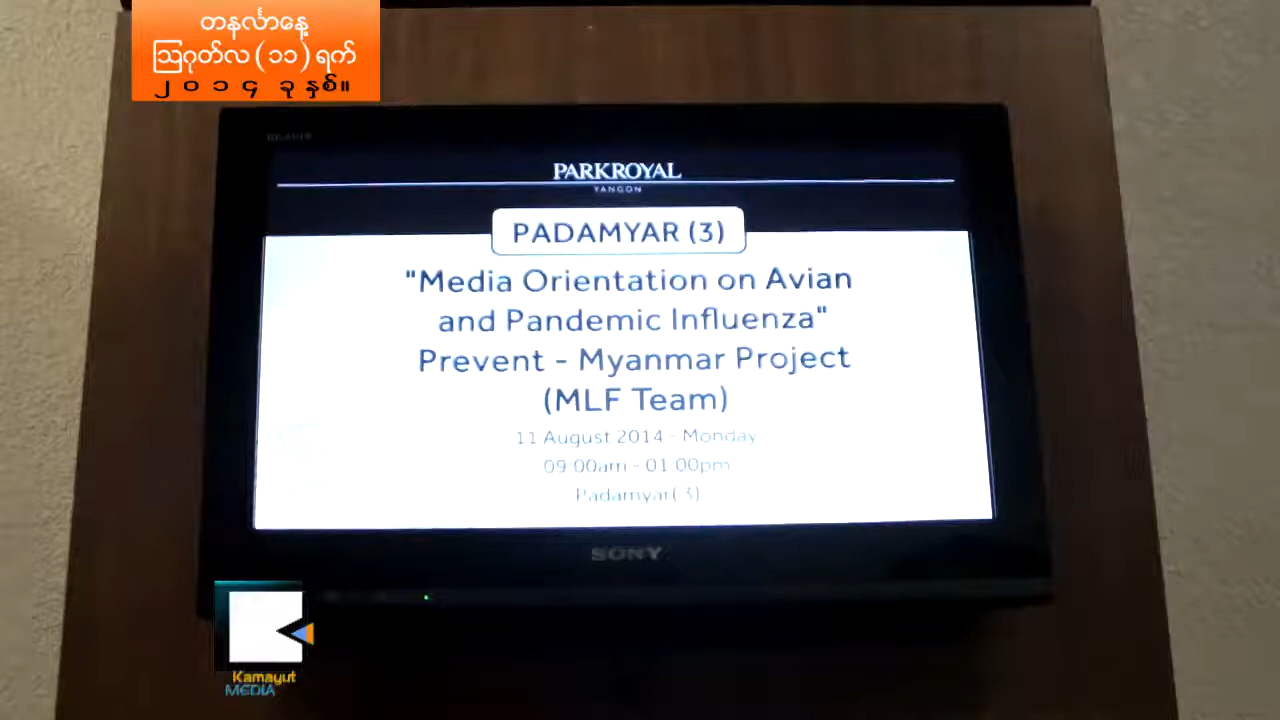 တနင်္လာနေ့
ဩဂုတ်လ (၁၁) ရက်
၂၀၁၄ ခုနှစ်။
BRAVIA
PARKROYAL
YANGON
PADAMYAR (3)
"Media Orientation on Avian
and Pandemic Influenza"
Prevent - Myanmar Project
(MLF Team)
11 August 2014 - Monday
09:00am - 01:00pm
Padamyar( 3)
SONY
Kamayut
MEDIA